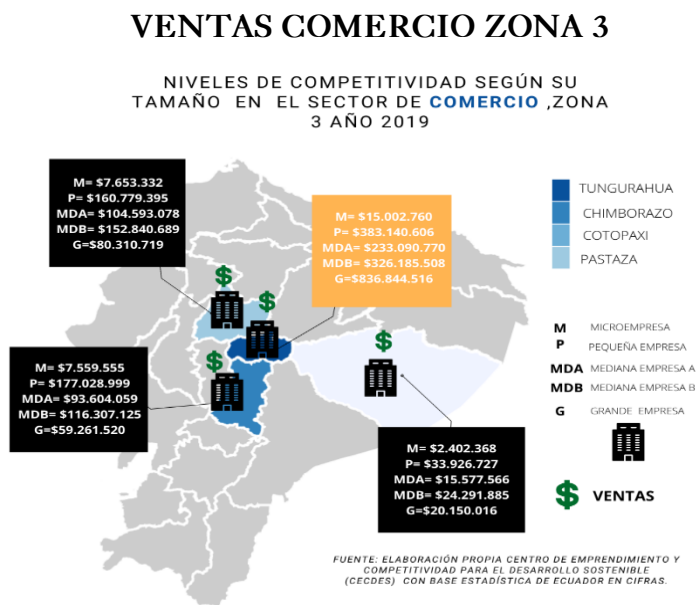 VENTAS COMERCIO ZONA 3
NIVELES DE COMPETITIVIDAD SEGÚN SU
TAMAÑO EN EL SECTOR DE COMERCIO ,ZONA
3 AÑO 2019
M= $7.653.332
P= $160.779.395
MDA= $104.593.078
MDB= $152.840.689
G=$80.310.719
M= $15.002.760
P= $383.140.606
MDA= $233.090.770
MDB= $326.185.508
G=$836.844.516
TUNGURAHUA
CHIMBORAZO
COTOPAXI
PASTAZA
M MICROEMPRESA
P PEQUEÑA EMPRESA
MDA MEDIANA EMPRESA A
MDB MEDIANA EMPRESA B
G GRANDE EMPRESA
$ VENTAS
$
$
$
$
M= $7.559.555
P= $177.028.999
MDA= $93.604.059
MDB= $116.307.125
G=$59.261.520
M= $2.402.368
P= $33.926.727
MDA= $15.577.566
MDB= $24.291.885
G=$20.150.016
FUENTE: ELABORACIÓN PROPIA CENTRO DE EMPRENDIMIENTO Y
COMPETITIVIDAD PARA EL DESARROLLO SOSTENIBLE
(CECDES) CON BASE ESTADÍSTICA DE ECUADOR EN CIFRAS.